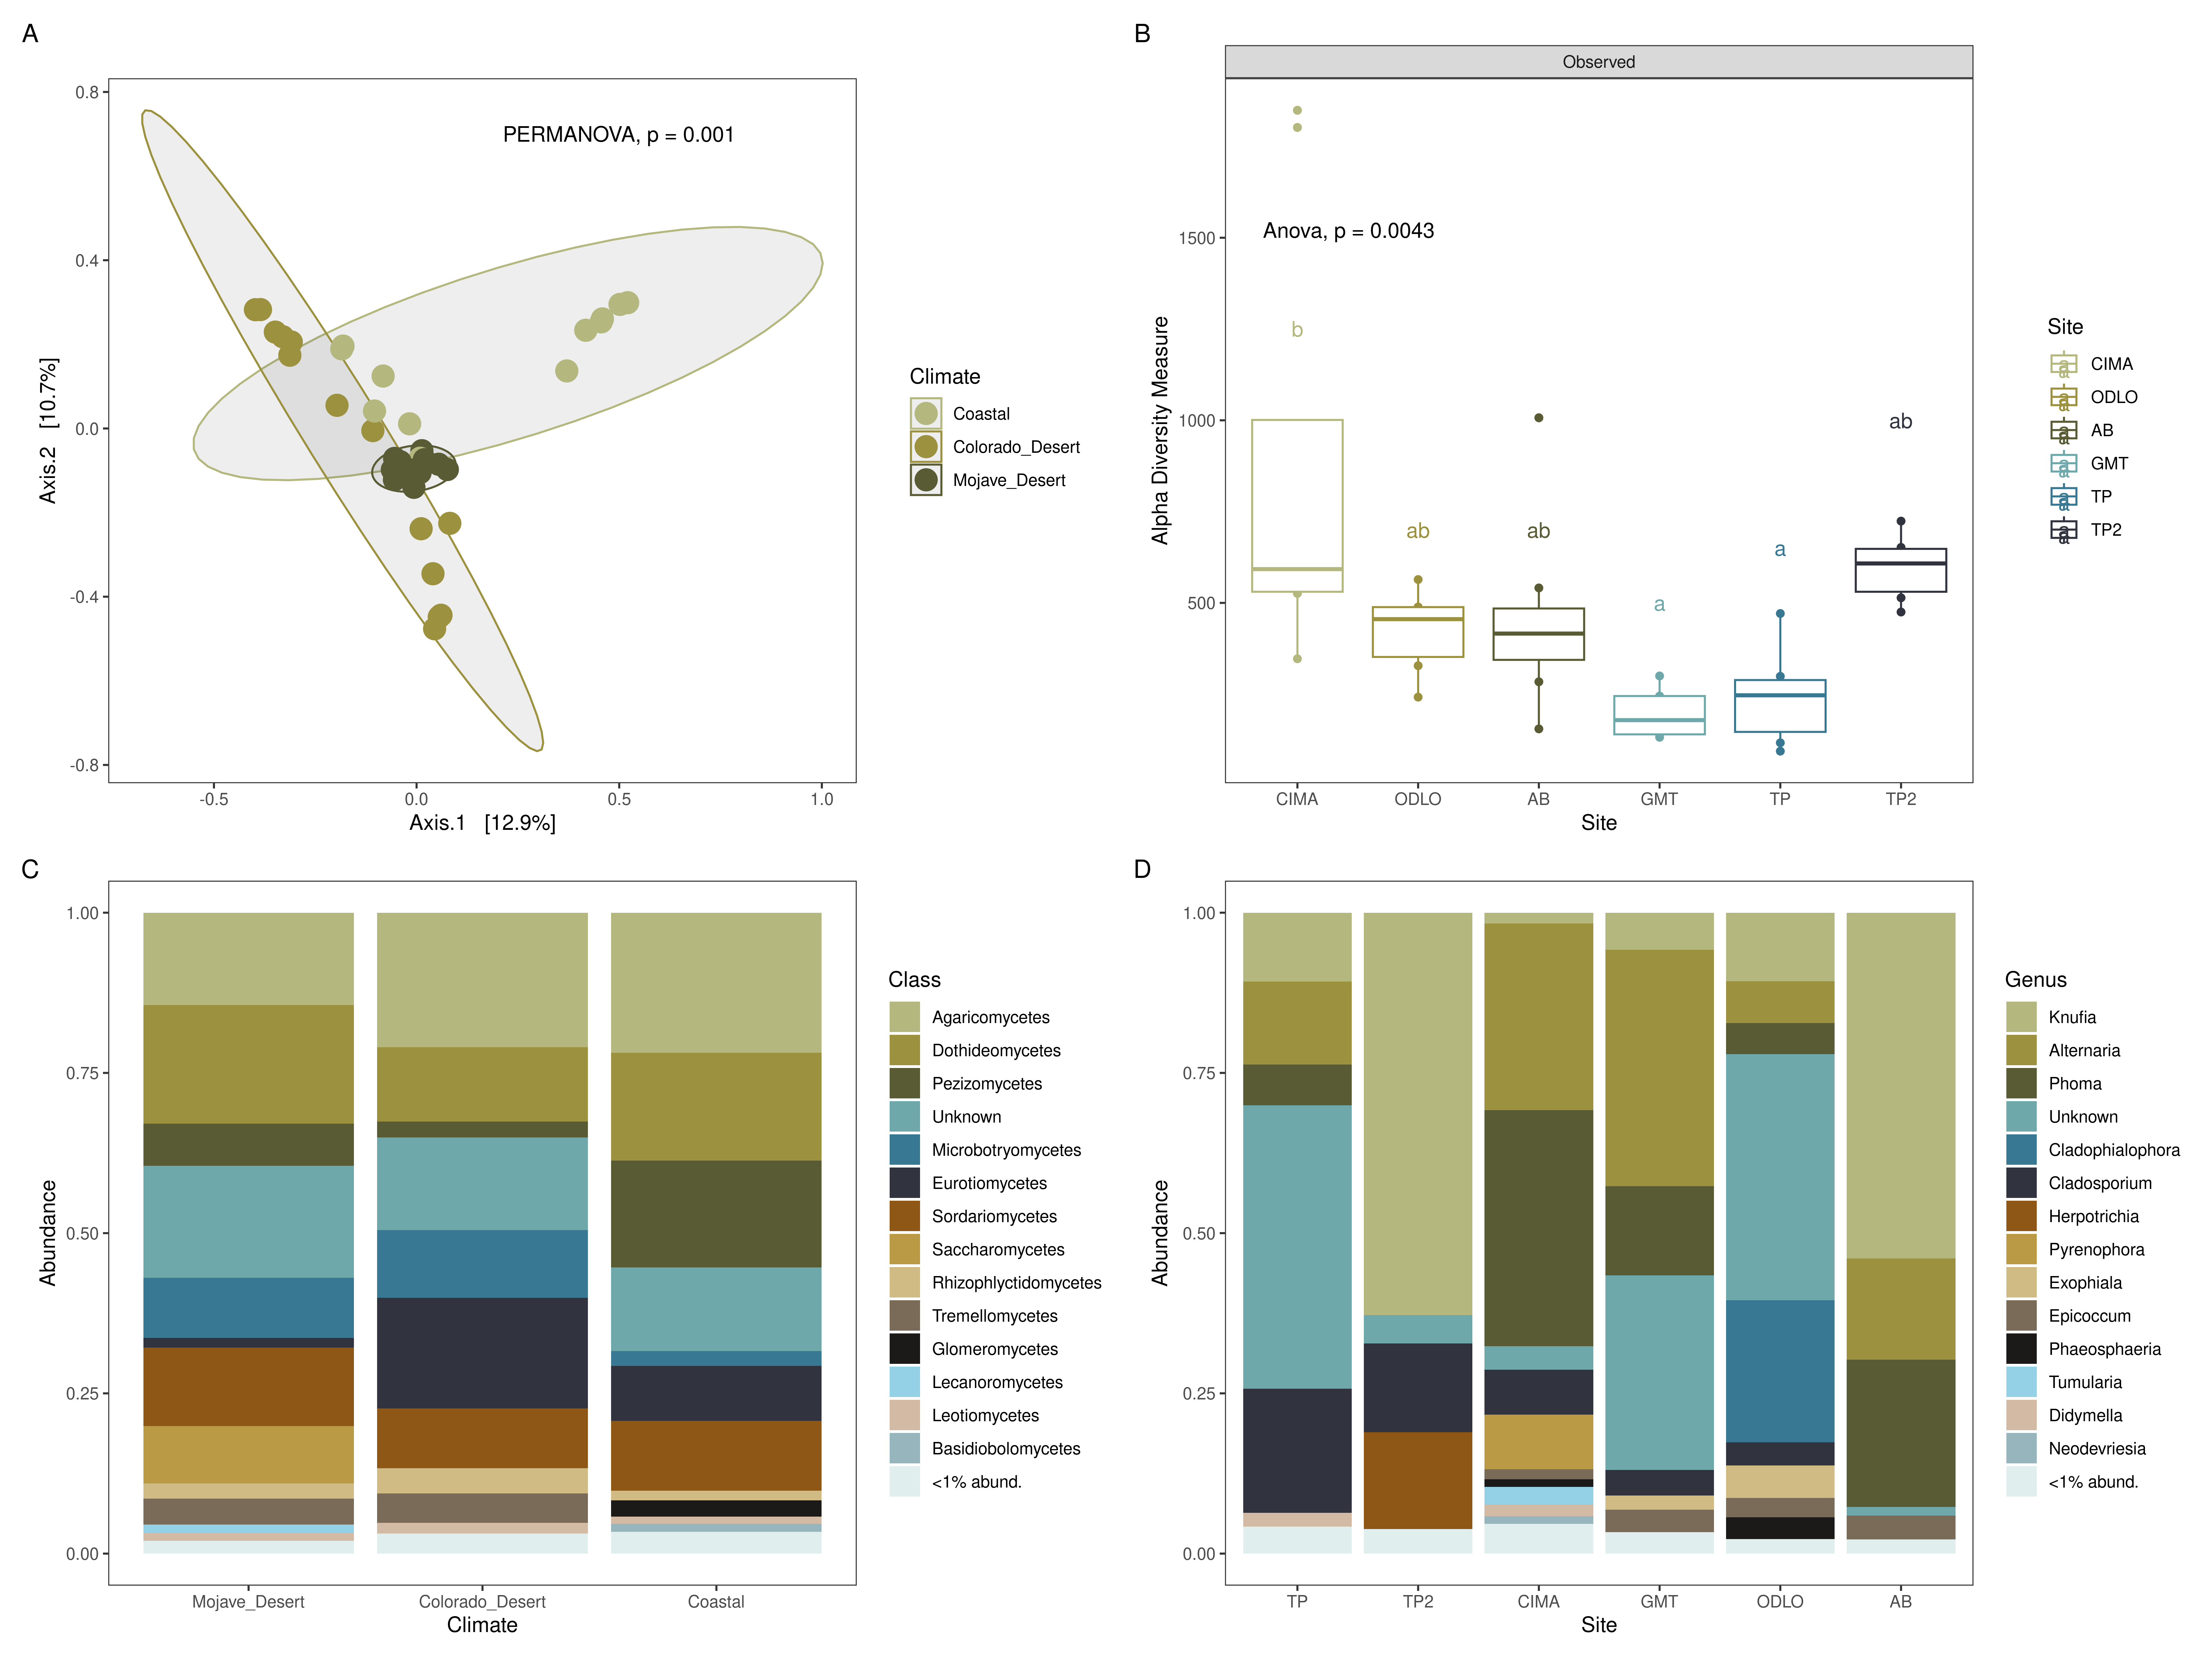 A
0.8
0.4
0.0
-0.4
-0.8
Axis.2 [10.7%]
PERMANOVA, p = 0.001
-0.5
0.0
0.5
1.0
Axis.1 [12.9%]
Climate
Coastal
Colorado_Desert
Mojave_Desert
B
Observed
1500
1000
500
Alpha Diversity Measure
Anova, p = 0.0043
b
ab
ab
a
a
ab
CIMA
ODLO
AB
GMT
TP
TP2
Site
Site
CIMA
ODLO
AB
GMT
TP
TP2
C
1.00
0.75
0.50
0.25
0.00
Abundance
Mojave_Desert
Colorado_Desert
Coastal
Climate
Class
Agaricomycetes
Dothideomycetes
Pezizomycetes
Unknown
Microbotryomycetes
Eurotiomycetes
Sordariomycetes
Saccharomycetes
Rhizophlyctidomycetes
Tremellomycetes
Glomeromycetes
Lecanoromycetes
Leotiomycetes
Basidiobolomycetes
<1% abund.
D
1.00
0.75
0.50
0.25
0.00
Abundance
TP
TP2
CIMA
GMT
ODLO
AB
Site
Genus
Knufia
Alternaria
Phoma
Unknown
Cladophialophora
Cladosporium
Herpotrichia
Pyrenophora
Exophiala
Epicoccum
Phaeosphaeria
Tumularia
Didymella
Neodevriesia
<1% abund.